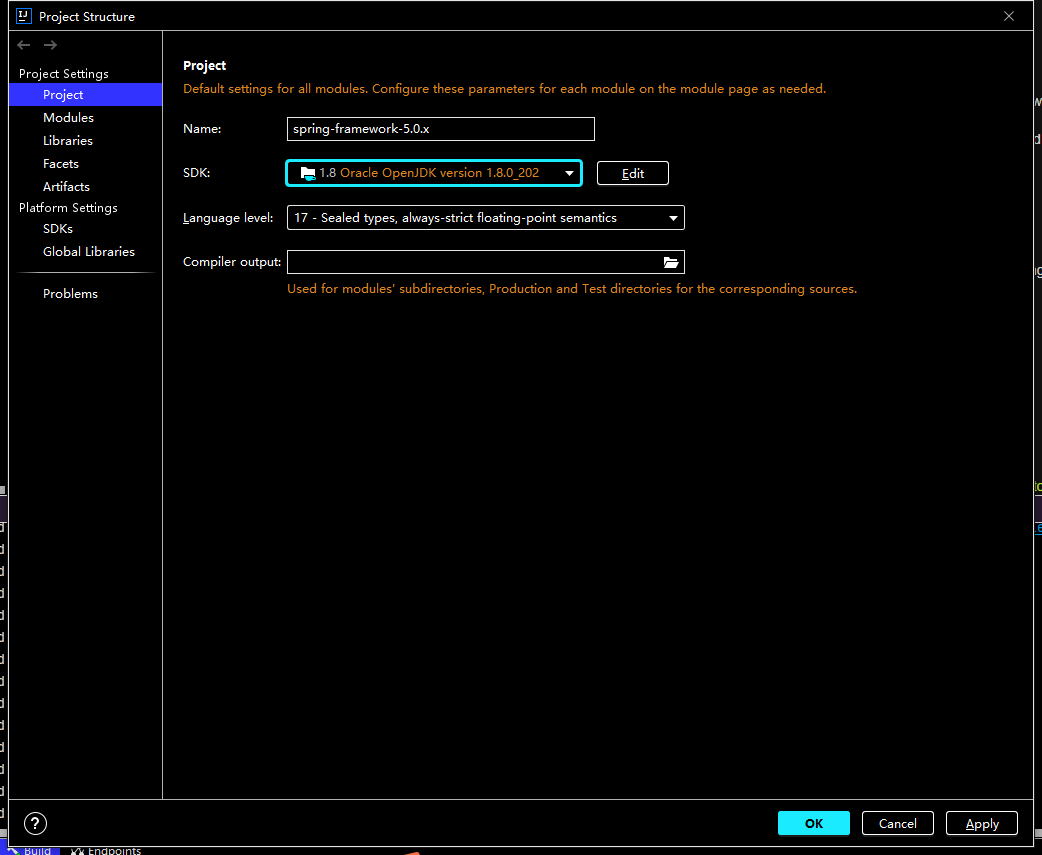 Project Structure
Project Settings
Project
Modules
Libraries
Facets
Artifacts
Platform Settings
SDKs
Global Libraries
Problems
Project
Default settings for all modules. Configure these parameters for each module on the module page as needed.
Name: spring-framework-5.0.x
SDK: 1.8 Oracle OpenJDK version 1.8.0_202 Edit
Language level: 17 - Sealed types, always-strict floating-point semantics
Compiler output:
Used for modules' subdirectories, Production and Test directories for the corresponding sources.
? OK Cancel Apply
Build Endpoints